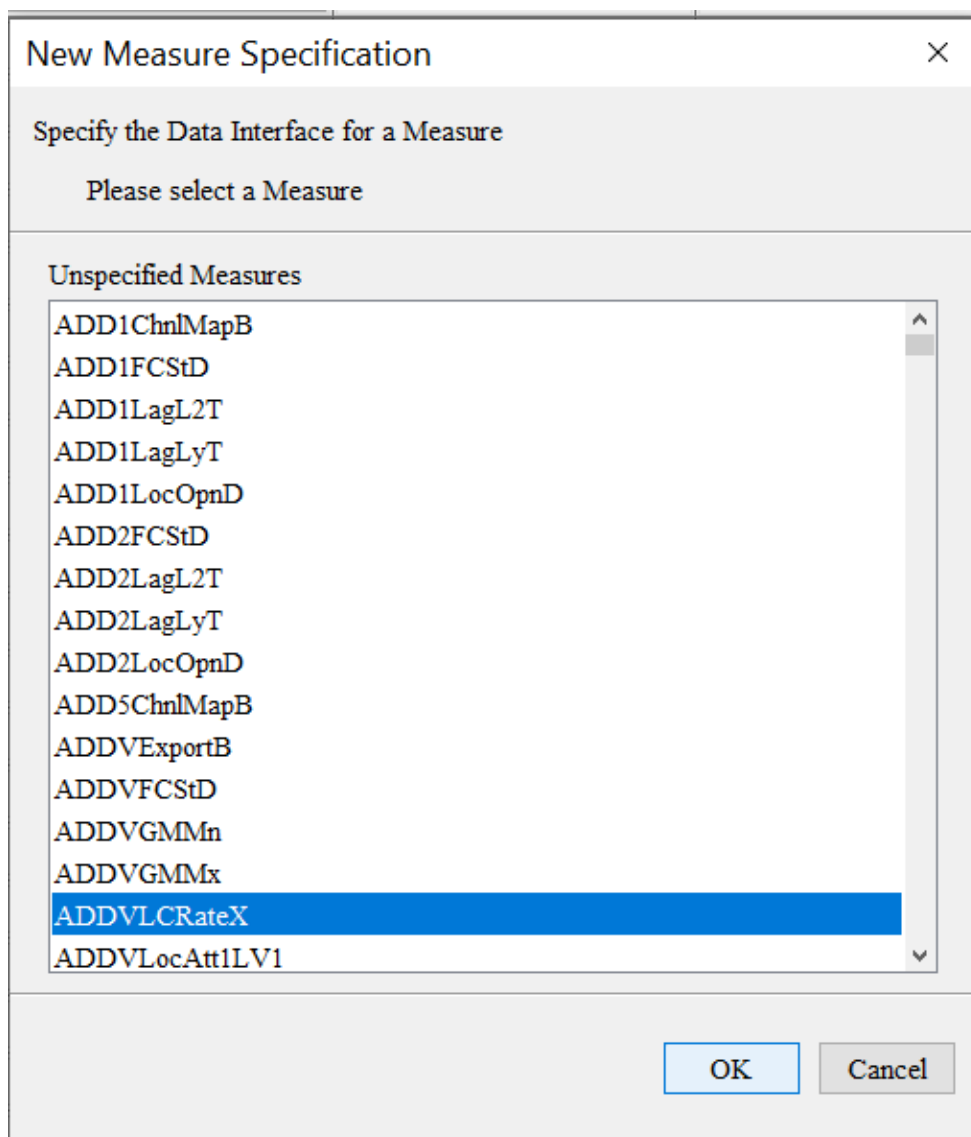 New Measure Specification
Specify the Data Interface for a Measure
Please select a Measure
Unspecified Measures
ADD1ChnlMapB
ADD1FCStD
ADD1LagL2T
ADD1LagLyT
ADD1LocOpnD
ADD2FCStD
ADD2LagL2T
ADD2LagLyT
ADD2LocOpnD
ADD5ChnlMapB
ADDVExportB
ADDVFCStD
ADDVGMMn
ADDVGMMx
ADDVLCRateX
ADDVLocAtt1LV1
OK Cancel